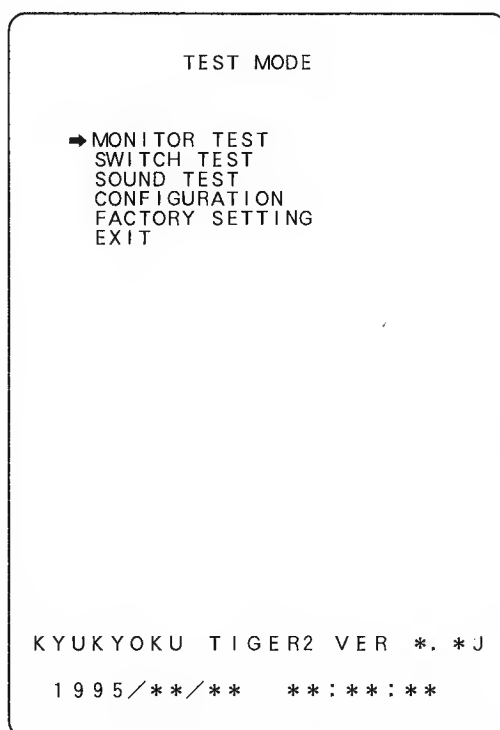 TEST MODE
➡MONITOR TEST
SWITCH TEST
SOUND TEST
CONFIGURATION
FACTORY SETTING
EXIT
KYUKYOKU TIGER2 VER *.*J
1995/**/** **:**:**